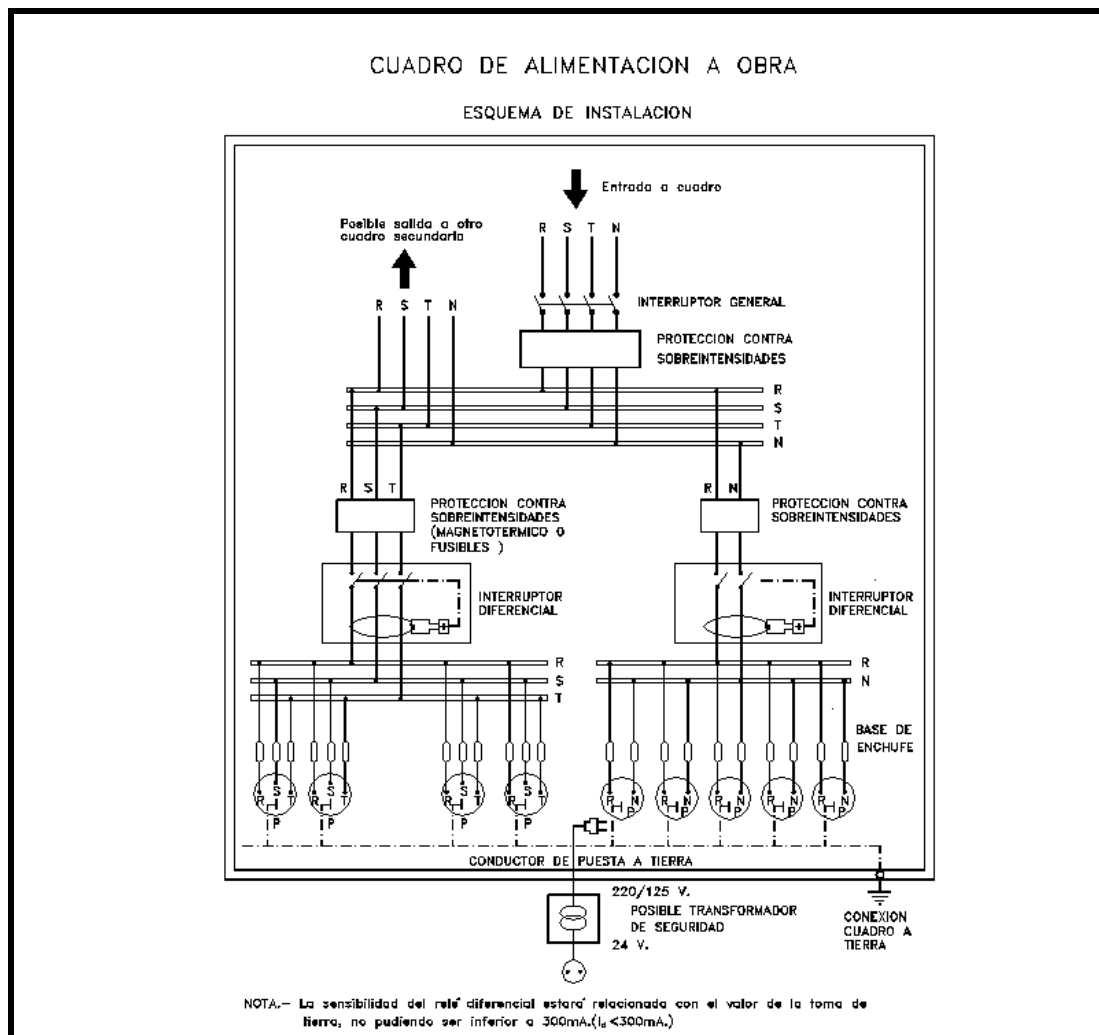 CUADRO DE ALIMENTACION A OBRA
ESQUEMA DE INSTALACION
Entrada a cuadro
Posible salida a otro
cuadro secundario
R S T N
R S T N
INTERRUPTOR GENERAL
PROTECCION CONTRA
SOBREINTENSIDADES
R
S
T
N
R S T
R N
PROTECCION CONTRA
SOBREINTENSIDADES
(MAGNETOTERMICO O
FUSIBLES )
PROTECCION CONTRA
SOBREINTENSIDADES
INTERRUPTOR
DIFERENCIAL
INTERRUPTOR
DIFERENCIAL
R
S
T
R
N
BASE DE
ENCHUFE
R S T P
R S T P
R S T P
R S T P
R N P
R N P
R N P
R N P
R N P
CONDUCTOR DE PUESTA A TIERRA
220/125 V.
POSIBLE TRANSFORMADOR
DE SEGURIDAD
24 V.
CONEXION
CUADRO A
TIERRA
NOTA.- La sensibilidad del relé diferencial estará relacionada con el valor de la toma de
tierra, no pudiendo ser inferior a 300mA.(Id <300mA.)